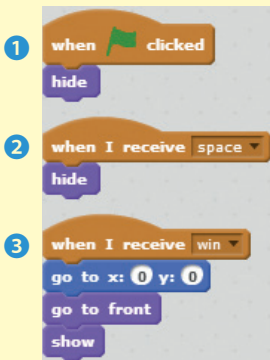 1 when clicked
hide
2 when I receive space
hide
3 when I receive win
go to x: 0 y: 0
go to front
show